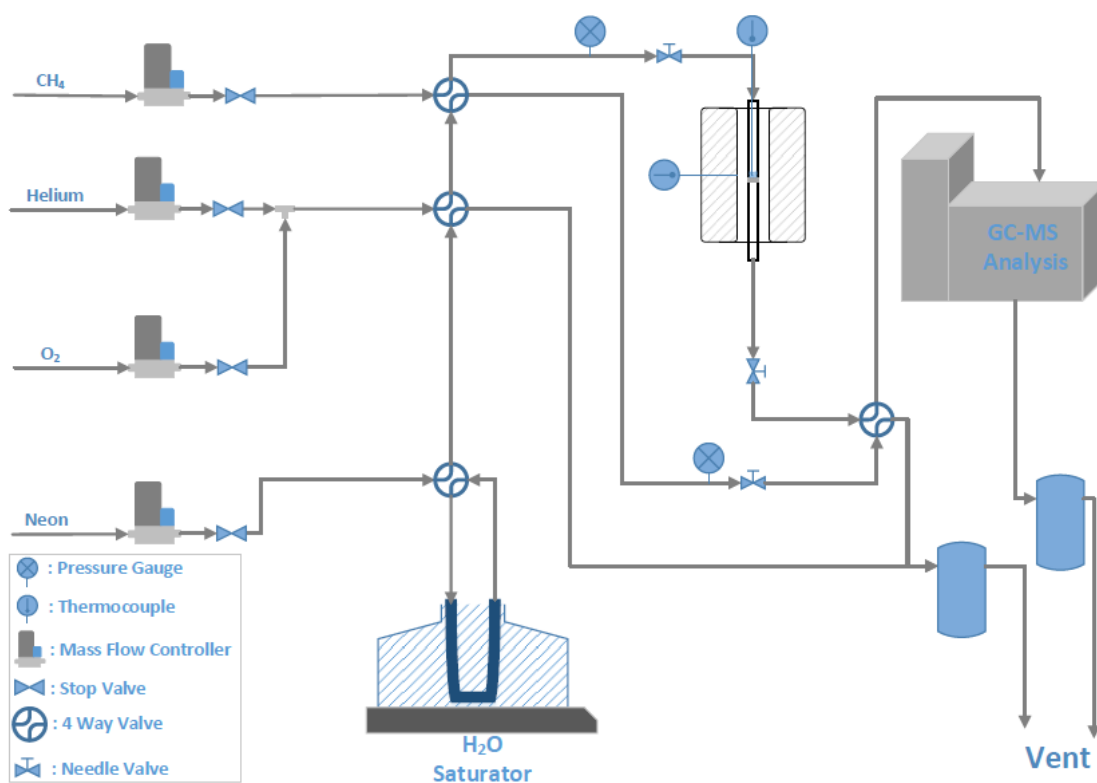 CH₄
Helium
O₂
Neon
GC-MS
Analysis
: Pressure Gauge
: Thermocouple
: Mass Flow Controller
: Stop Valve
: 4 Way Valve
: Needle Valve
H₂O
Saturator
Vent